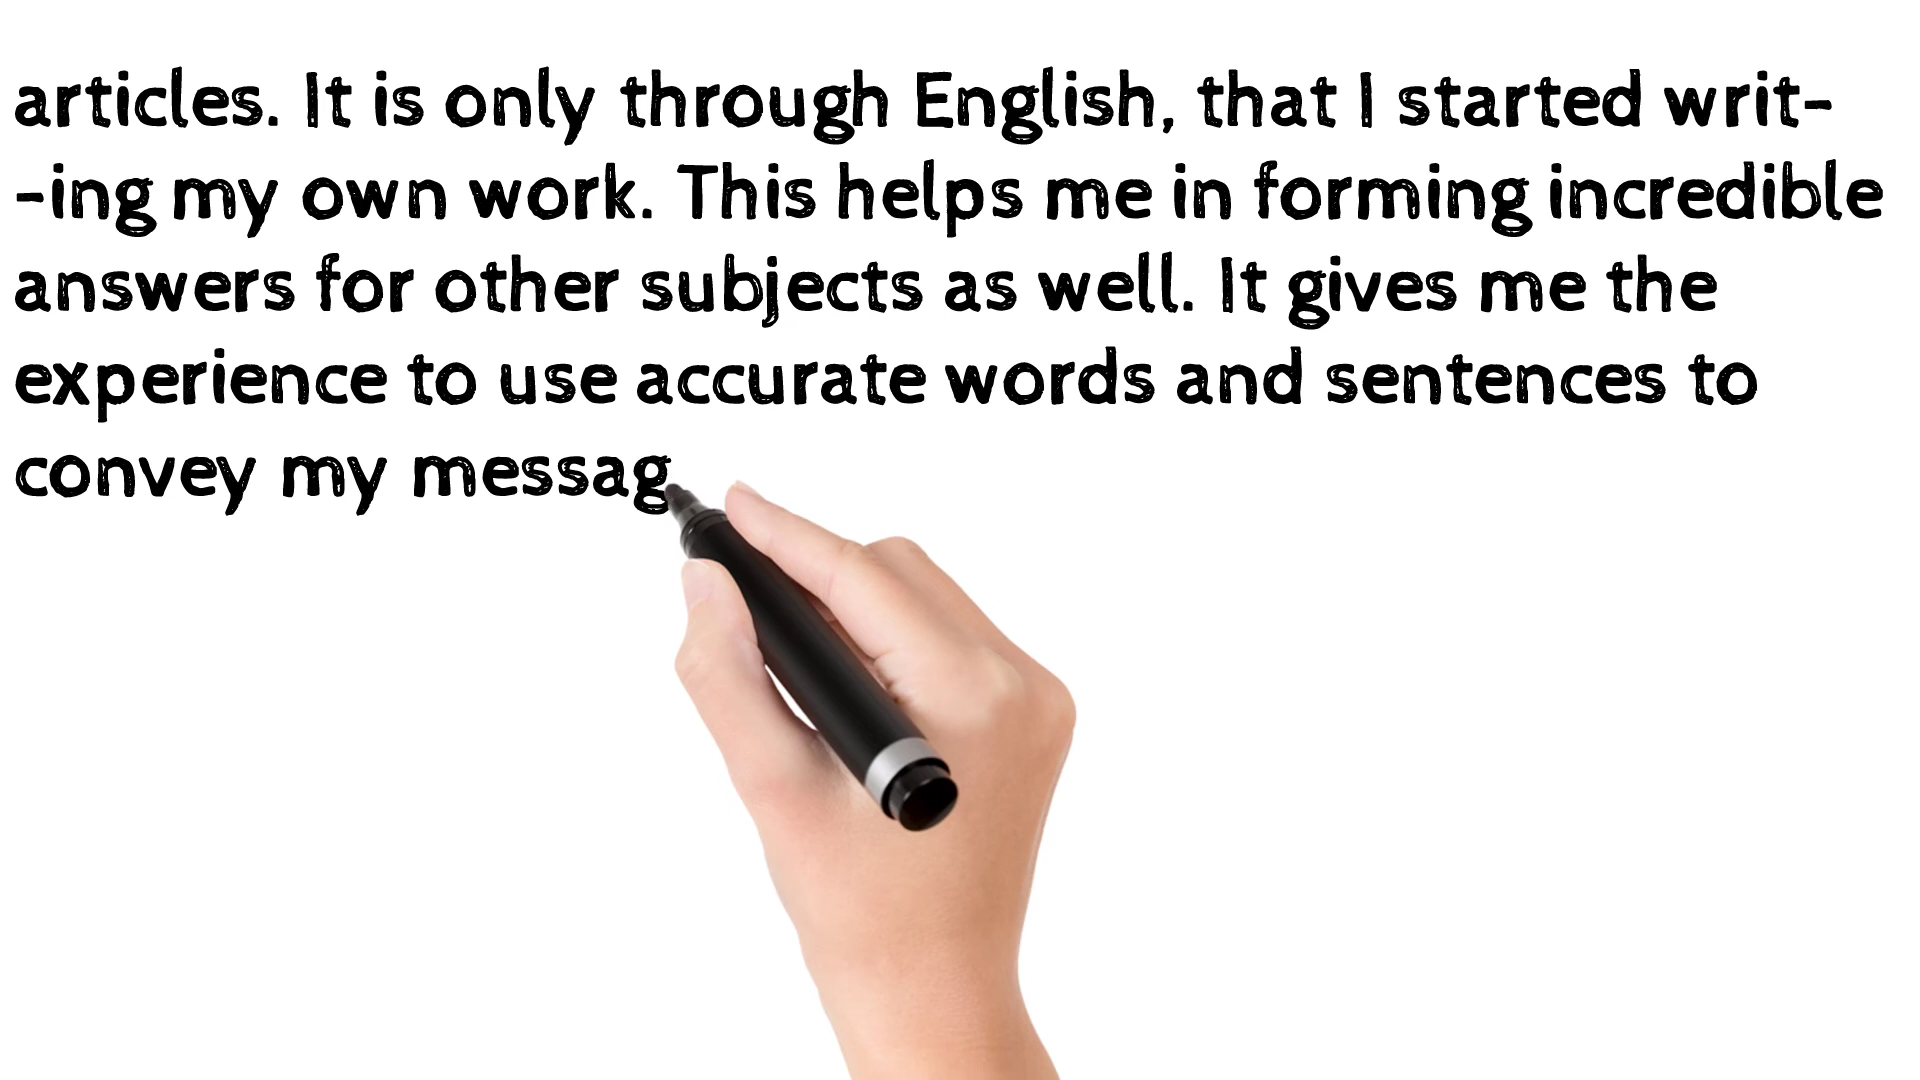 articles. It is only through English, that I started writ-
-ing my own work. This helps me in forming incredible
answers for other subjects as well. It gives me the
experience to use accurate words and sentences to
convey my messag